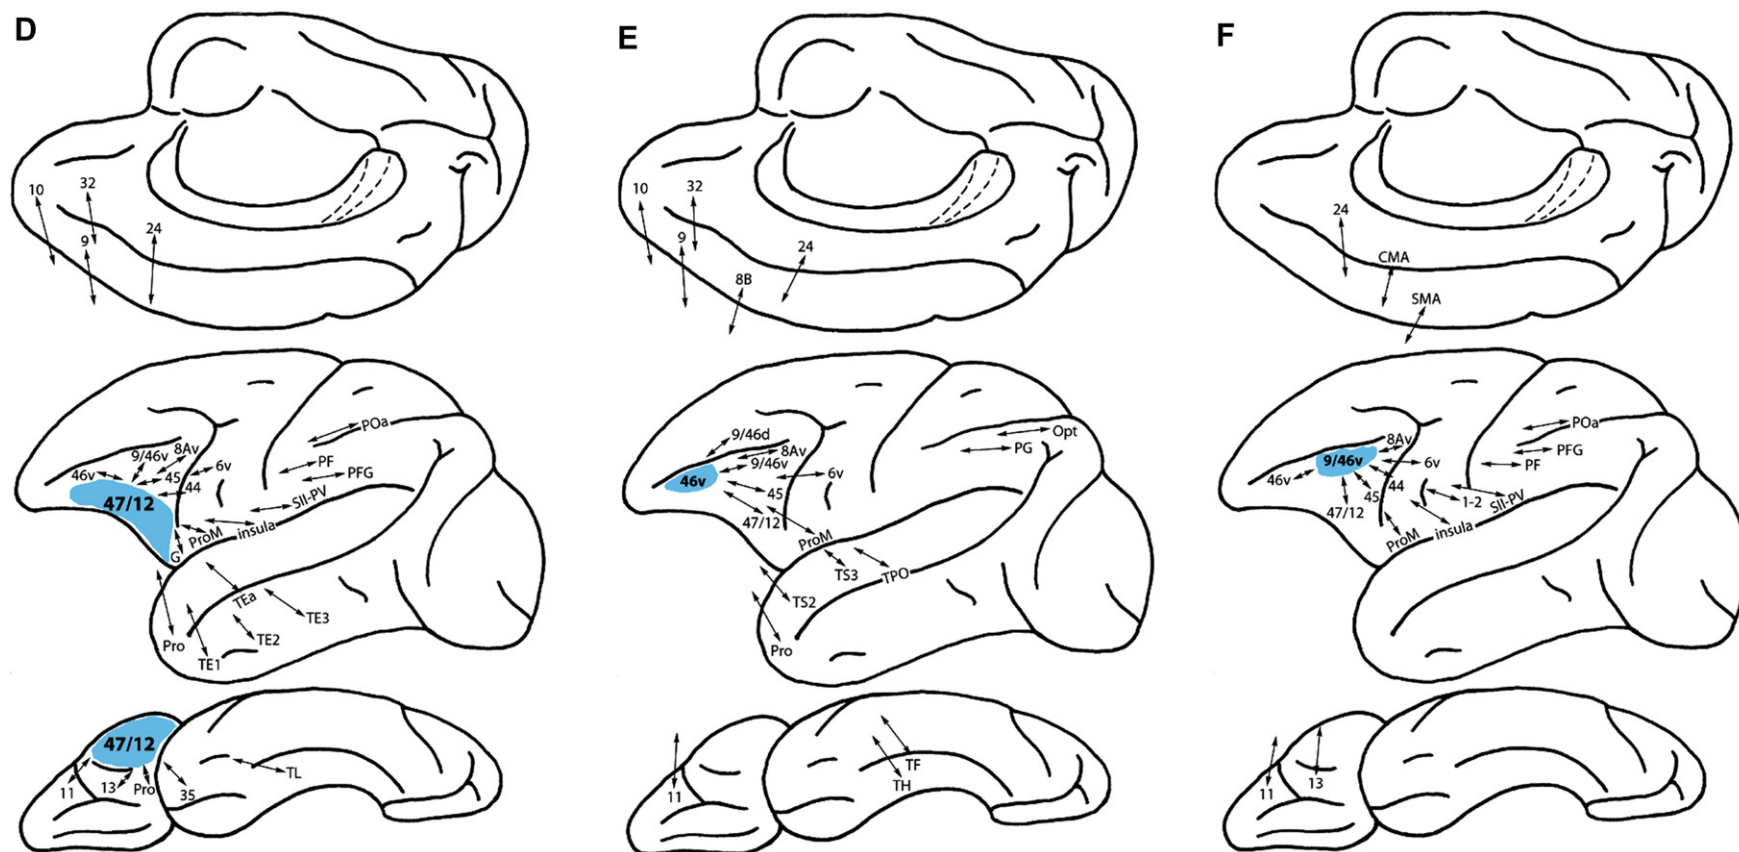 D
10
32
9
24
POa
8Av
9/46v
6v
PF
46v
45
PFG
44
47/12
SII-PV
insula
ProM
G
TEa
TE3
TE2
Pro
TE1
47/12
11
13
Pro
35
TL
E
10
32
9
24
8B
9/46d
Opt
8Av
PG
9/46v
6v
46v
45
47/12
ProM
TS3
TPO
TS2
Pro
TF
TH
11
F
24
CMA
SMA
POa
8Av
PFG
9/46v
6v
PF
46v
45
44
1-2
SII-PV
47/12
insula
ProM
11
13